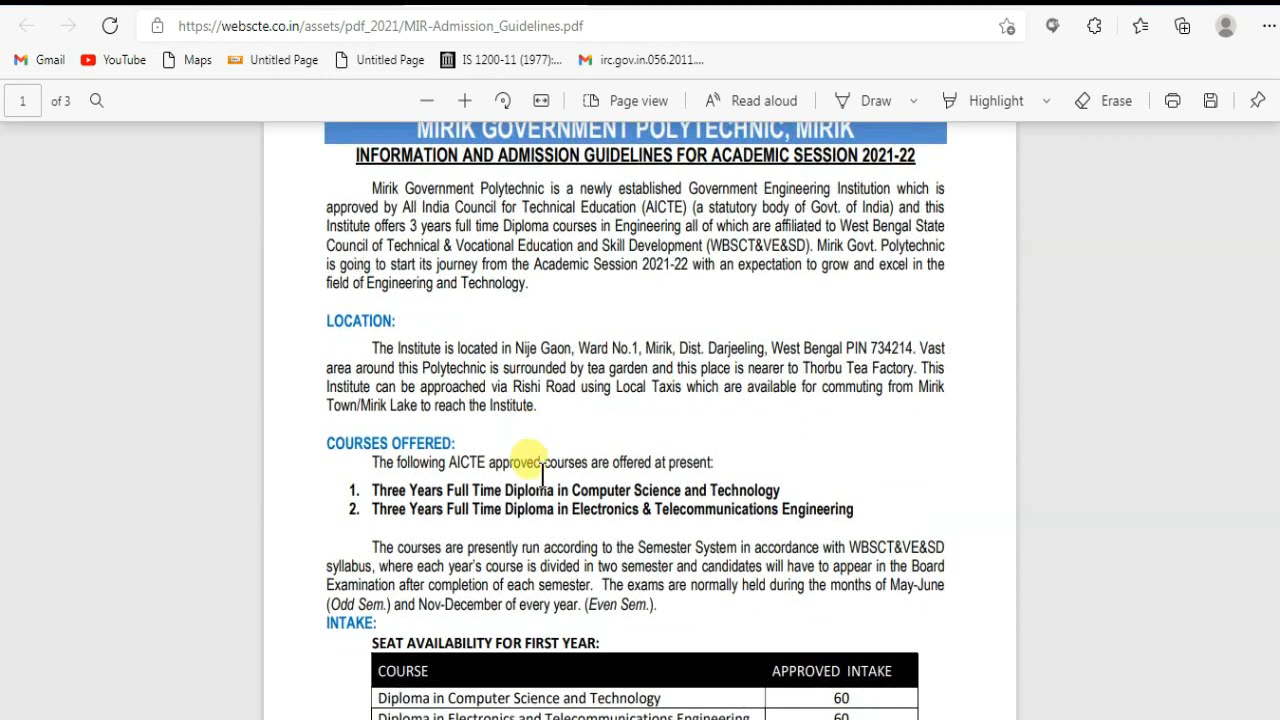 https://webscte.co.in/assets/pdf_2021/MIR-Admission_Guidelines.pdf
Gmail YouTube Maps Untitled Page Untitled Page IS 1200-11 (1977):... irc.gov.in.056.2011....
1 of 3 Page view Read aloud Draw Highlight Erase
MIRIK GOVERNMENT POLYTECHNIC, MIRIK
INFORMATION AND ADMISSION GUIDELINES FOR ACADEMIC SESSION 2021-22
Mirik Government Polytechnic is a newly established Government Engineering Institution which is
approved by All India Council for Technical Education (AICTE) (a statutory body of Govt. of India) and this
Institute offers 3 years full time Diploma courses in Engineering all of which are affiliated to West Bengal State
Council of Technical & Vocational Education and Skill Development (WBSCT&VE&SD). Mirik Govt. Polytechnic
is going to start its journey from the Academic Session 2021-22 with an expectation to grow and excel in the
field of Engineering and Technology.
LOCATION:
The Institute is located in Nije Gaon, Ward No.1, Mirik, Dist. Darjeeling, West Bengal PIN 734214. Vast
area around this Polytechnic is surrounded by tea garden and this place is nearer to Thorbu Tea Factory. This
Institute can be approached via Rishi Road using Local Taxis which are available for commuting from Mirik
Town/Mirik Lake to reach the Institute.
COURSES OFFERED:
The following AICTE approved courses are offered at present:
1. Three Years Full Time Diploma in Computer Science and Technology
2. Three Years Full Time Diploma in Electronics & Telecommunications Engineering
The courses are presently run according to the Semester System in accordance with WBSCT&VE&SD
syllabus, where each year's course is divided in two semester and candidates will have to appear in the Board
Examination after completion of each semester. The exams are normally held during the months of May-June
(Odd Sem.) and Nov-December of every year. (Even Sem.).
INTAKE:
SEAT AVAILABILITY FOR FIRST YEAR:
COURSE APPROVED INTAKE
Diploma in Computer Science and Technology 60
Diploma in Electronics and Telecommunications Engineering 60